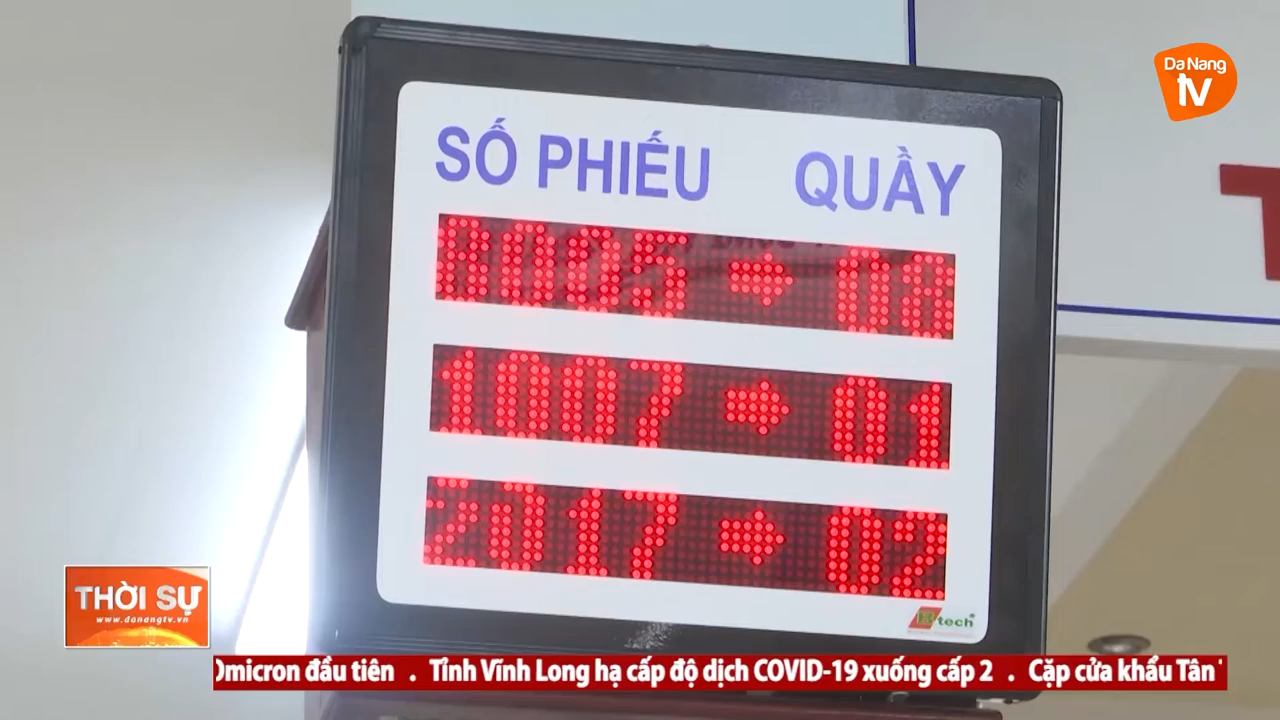 Da Nang
tv
SỐ PHIẾU QUẦY
8005 → 08
1007 → 01
2017 → 02
tech
THỜI SỰ
www.danangtv.vn
Omicron đầu tiên . Tỉnh Vĩnh Long hạ cấp độ dịch COVID-19 xuống cấp 2 . Cặp cửa khẩu Tân